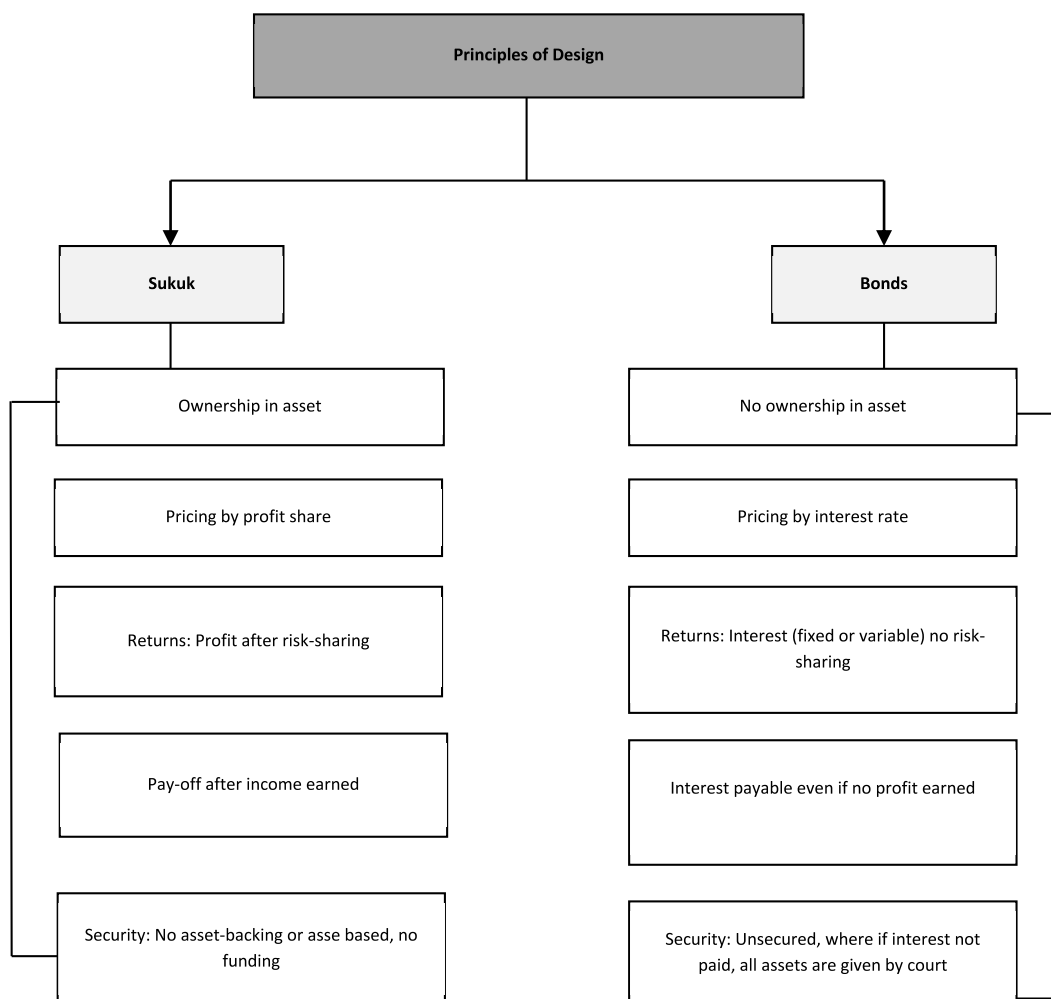 Principles of Design
Sukuk
Bonds
Ownership in asset
No ownership in asset
Pricing by profit share
Pricing by interest rate
Returns: Profit after risk-sharing
Returns: Interest (fixed or variable) no risk-
sharing
Pay-off after income earned
Interest payable even if no profit earned
Security: No asset-backing or asse based, no
funding
Security: Unsecured, where if interest not
paid, all assets are given by court